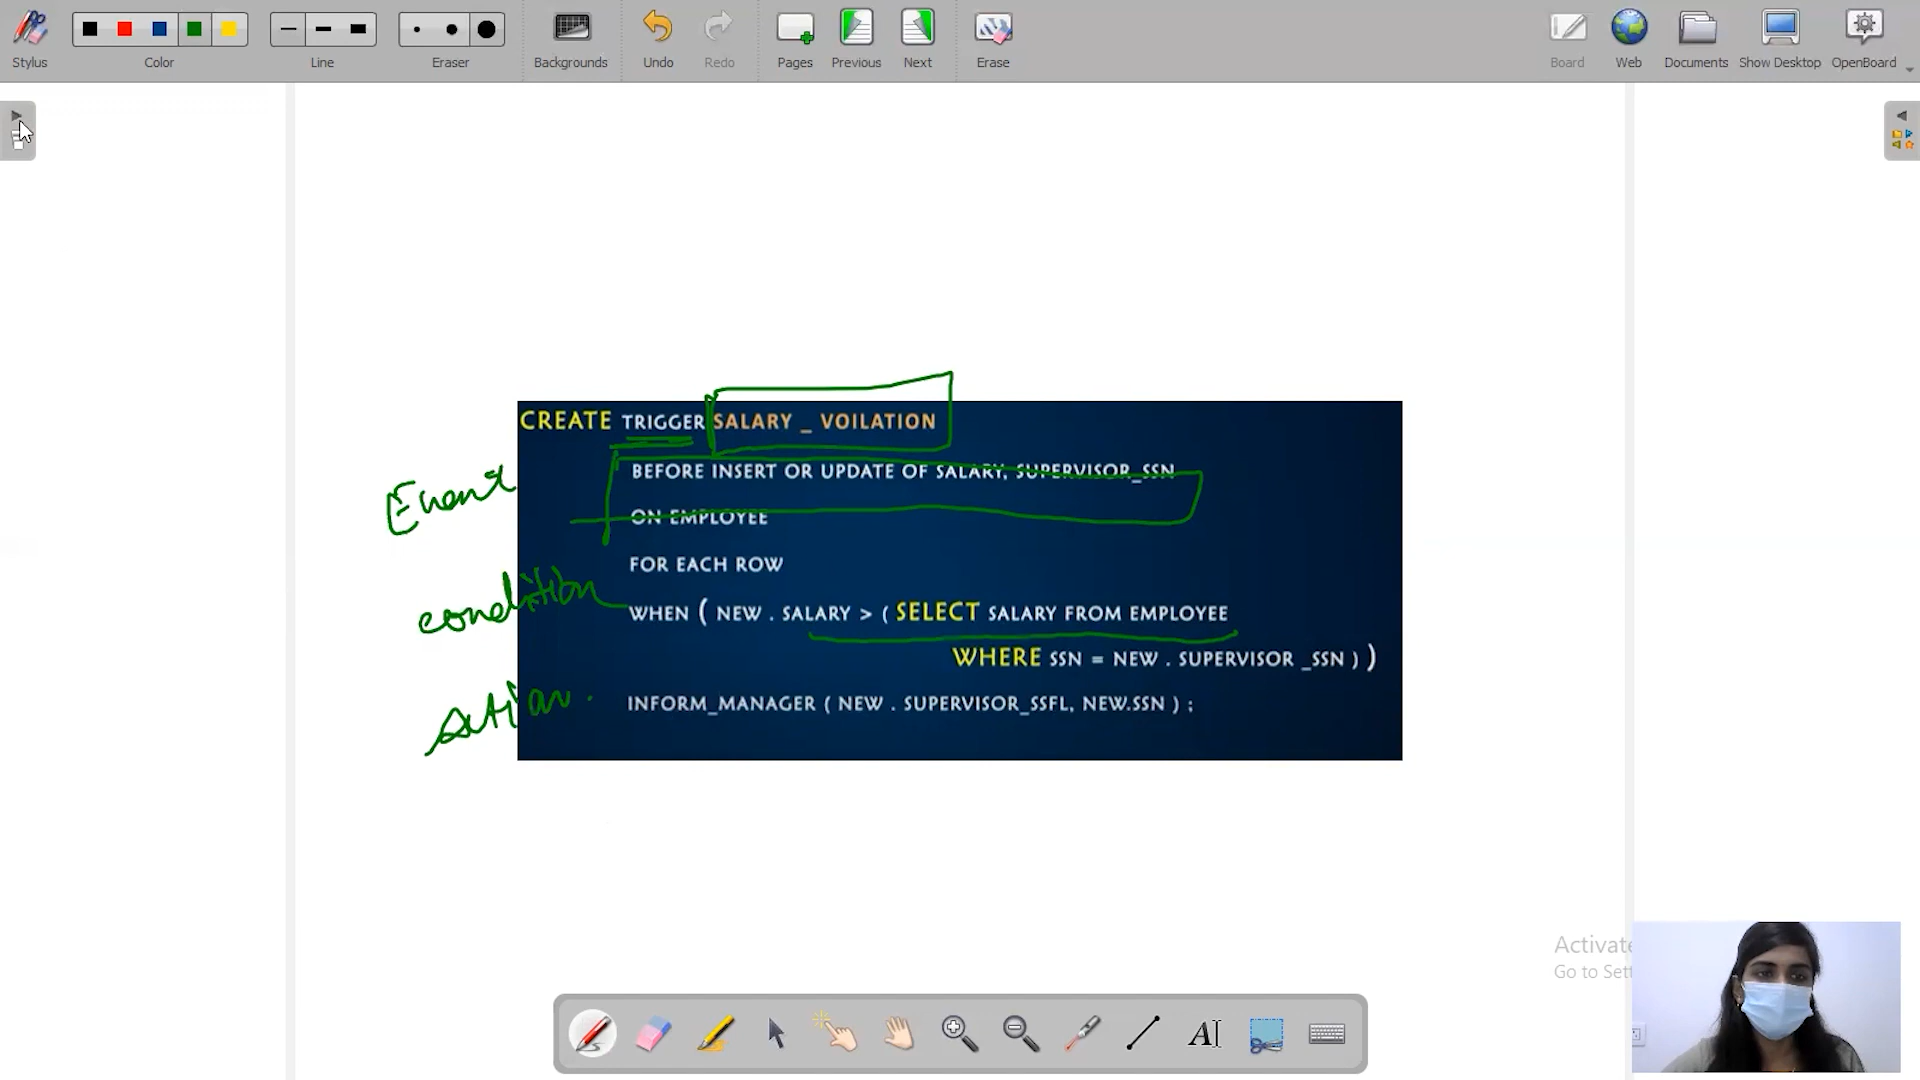 Stylus Color Line Eraser Backgrounds Undo Redo Pages Previous Next Erase Board Web Documents Show Desktop OpenBoard
CREATE TRIGGER SALARY _ VOILATION
Event BEFORE INSERT OR UPDATE OF SALARY, SUPERVISOR_SSN
ON EMPLOYEE
FOR EACH ROW
condition WHEN ( NEW . SALARY > ( SELECT SALARY FROM EMPLOYEE
WHERE SSN = NEW . SUPERVISOR _SSN ) )
action INFORM_MANAGER ( NEW . SUPERVISOR_SSFL, NEW.SSN ) ;
Activate
Go to Sett